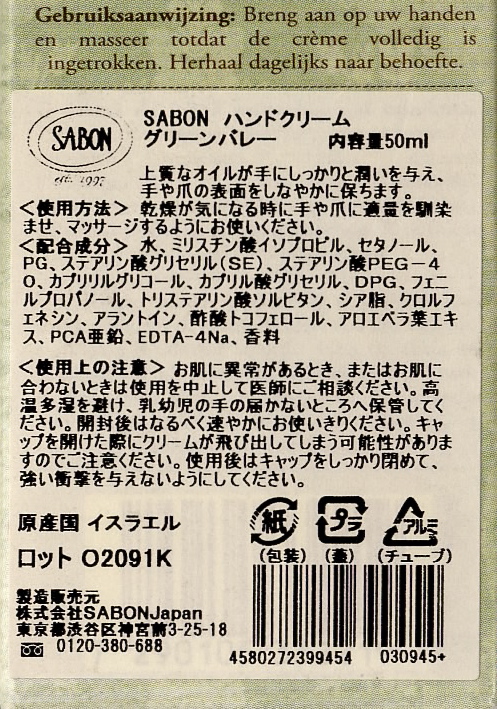 Gebruiksaanwijzing: Breng aan op uw handen
en masseer totdat de crème volledig is
ingetrokken. Herhaal dagelijks naar behoefte.
SABON
etc. 1997
SABON ハンドクリーム
グリーンバレー 内容量50ml
上質なオイルが手にしっかりと潤いを与え、
手や爪の表面をしなやかに保ちます。
＜使用方法＞ 乾燥が気になる時に手や爪に適量を馴染
ませ、マッサージするようにお使いください。
＜配合成分＞ 水、ミリスチン酸イソプロピル、セタノール、
PG、ステアリン酸グリセリル(SE)、ステアリン酸PEG-4
0、カプリリルグリコール、カプリル酸グリセリル、DPG、フェニ
ルプロパノール、トリステアリン酸ソルビタン、シア脂、クロルフ
ェネシン、アラントイン、酢酸トコフェロール、アロエベラ葉エキ
ス、PCA亜鉛、EDTA-4Na、香料
＜使用上の注意＞ お肌に異常があるとき、またはお肌に
合わないときは使用を中止して医師にご相談ください。高
温多湿を避け、乳幼児の手の届かないところへ保管してく
ださい。開封後はなるべく速やかにお使いきりください。キャ
ップを開けた際にクリームが飛び出してしまう可能性がありま
すのでご注意ください。使用後はキャップをしっかり閉めて、
強い衝撃を与えないようにしてください。
原産国 イスラエル
ロット O2091K
紙 プラ アルミ
(包装) (蓋) (チューブ)
製造販売元
株式会社SABONJapan
東京都渋谷区神宮前3-25-18
0120-380-688
4580272399454 030945+